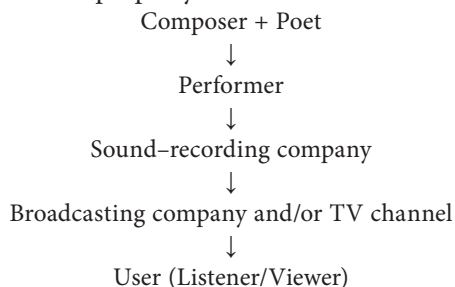 Composer + Poet
↓
Performer
↓
Sound–recording company
↓
Broadcasting company and/or TV channel
↓
User (Listener/Viewer)